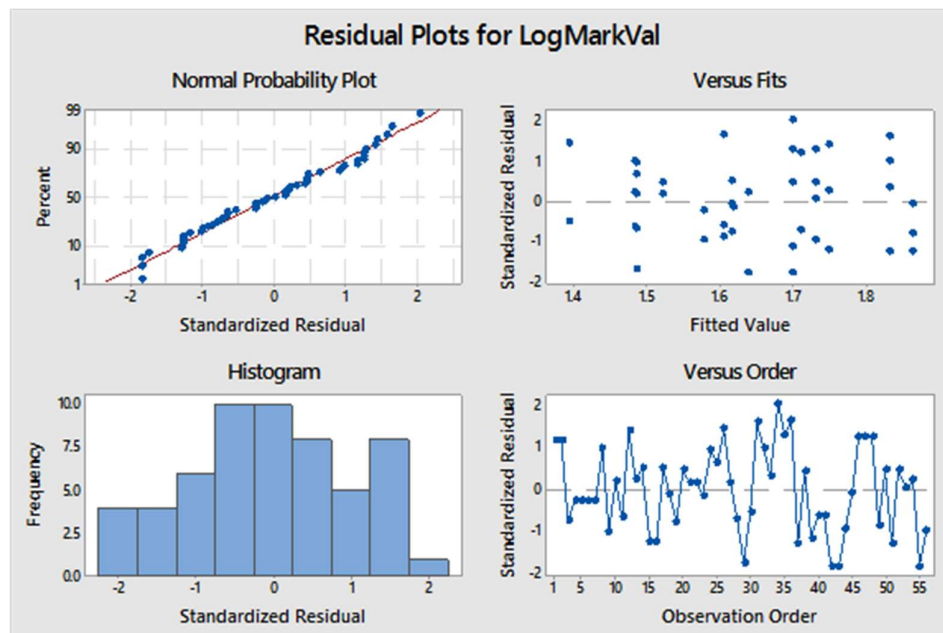 Residual Plots for LogMarkVal
Normal Probability Plot
99
90
50
10
1
Percent
-2 -1 0 1 2
Standardized Residual
Versus Fits
2
1
0
-1
-2
Standardized Residual
1.4 1.5 1.6 1.7 1.8
Fitted Value
Histogram
10.0
7.5
5.0
2.5
0.0
Frequency
-2 -1 0 1 2
Standardized Residual
Versus Order
2
1
0
-1
-2
Standardized Residual
1 5 10 15 20 25 30 35 40 45 50 55
Observation Order